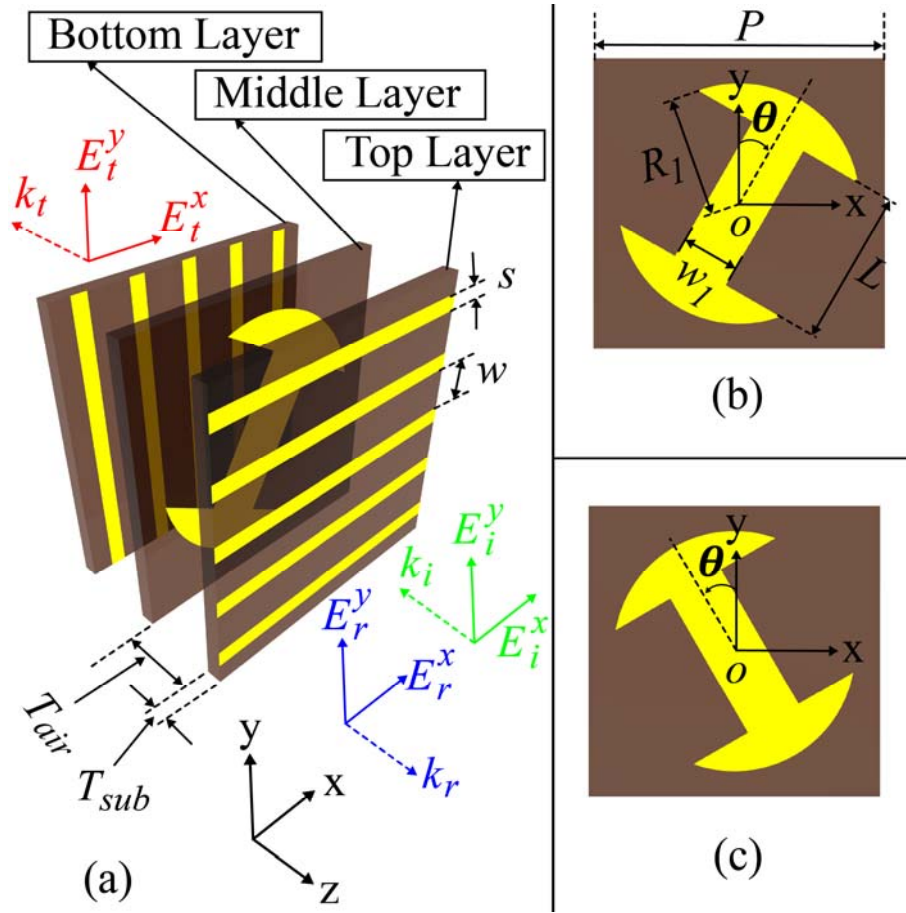 Bottom Layer
Middle Layer
Top Layer
E_t^y
k_t
E_t^x
s
w
E_i^y
k_i
E_i^x
E_r^y
E_r^x
k_r
T_air
T_sub
y
x
z
(a)
P
y
θ
R_1
o
x
w_1
L
(b)
y
θ
x
o
(c)